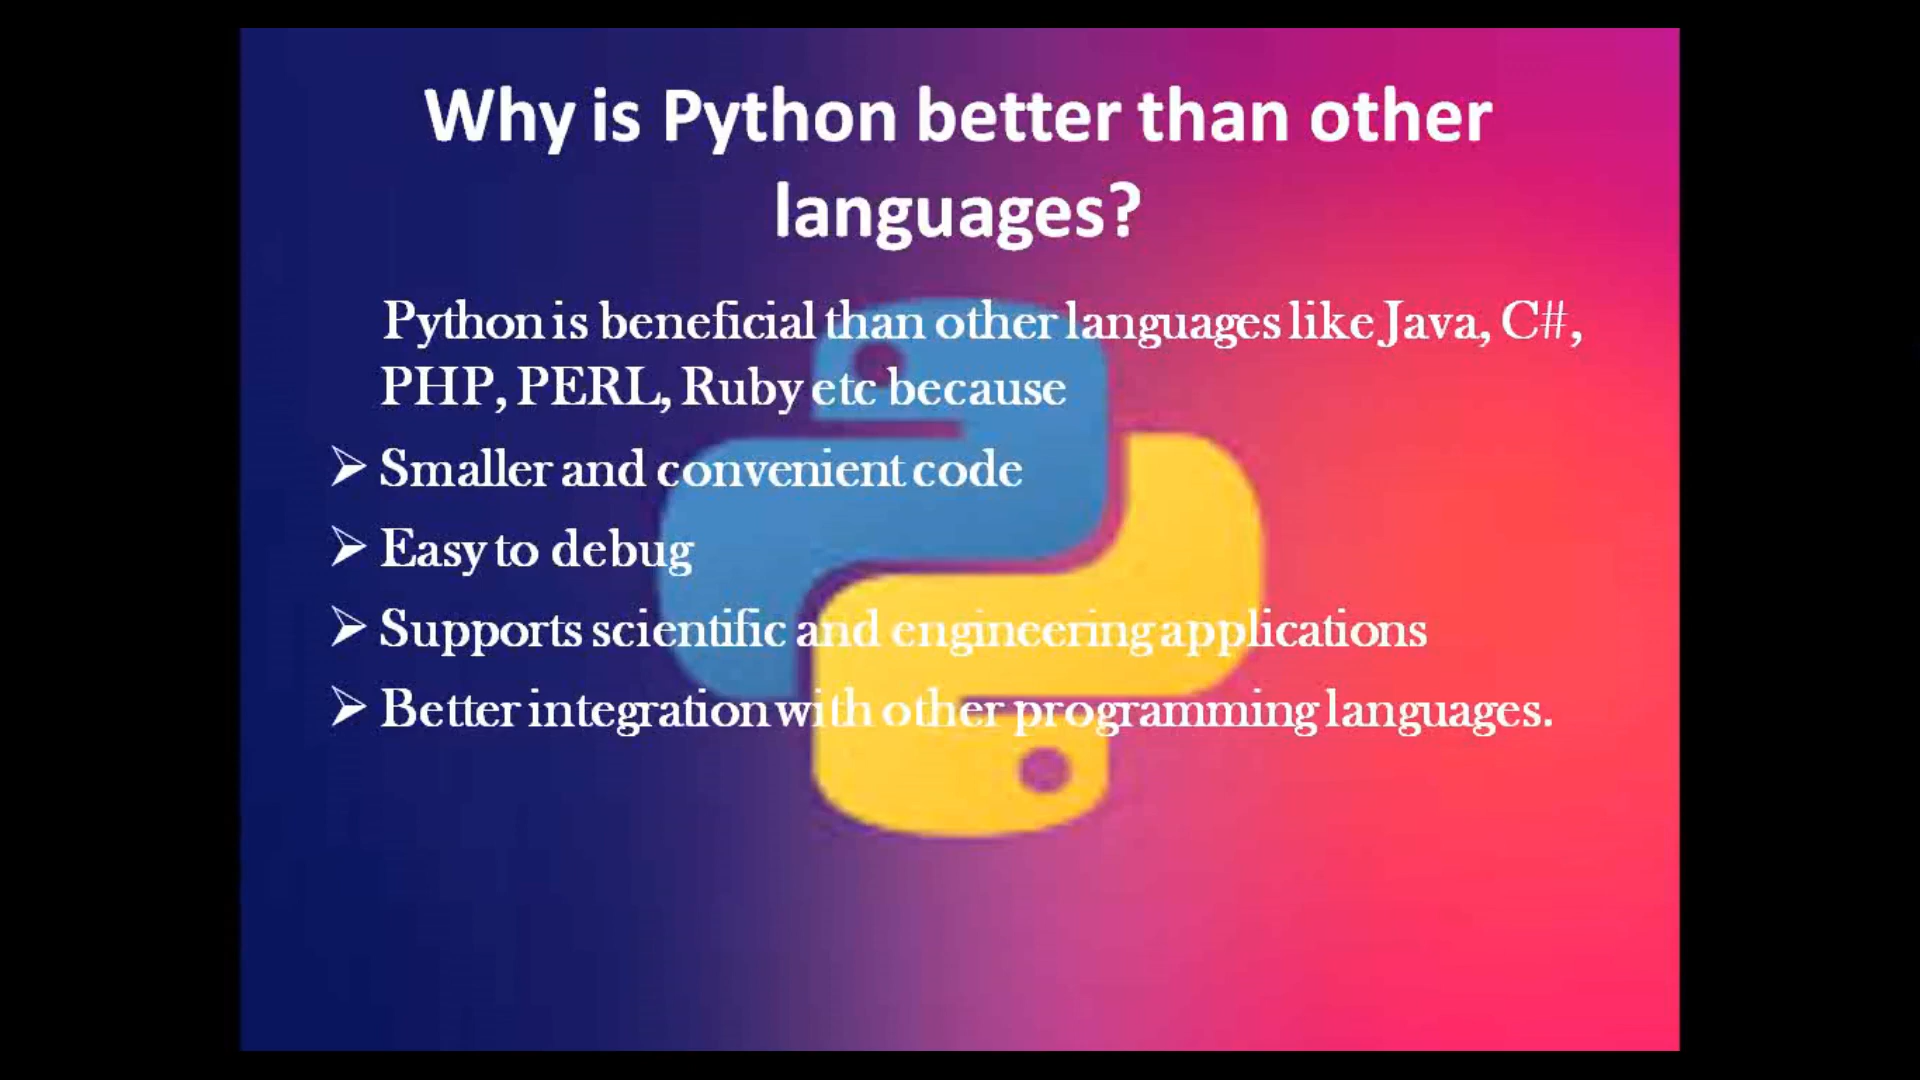 Why is Python better than other
languages?
Python is beneficial than other languages like Java, C#,
PHP, PERL, Ruby etc because
➢ Smaller and convenient code
➢ Easy to debug
➢ Supports scientific and engineering applications
➢ Better integration with other programming languages.